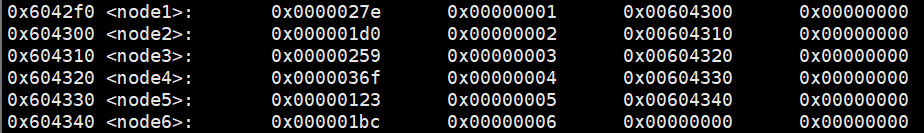 0x6042f0 <node1>: 0x0000027e 0x00000001 0x00604300 0x00000000
0x604300 <node2>: 0x000001d0 0x00000002 0x00604310 0x00000000
0x604310 <node3>: 0x00000259 0x00000003 0x00604320 0x00000000
0x604320 <node4>: 0x0000036f 0x00000004 0x00604330 0x00000000
0x604330 <node5>: 0x00000123 0x00000005 0x00604340 0x00000000
0x604340 <node6>: 0x000001bc 0x00000006 0x00000000 0x00000000